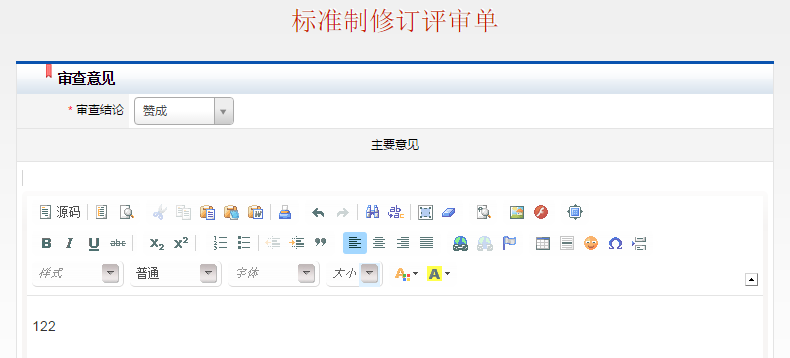 标准制修订评审单
审查意见
* 审查结论 赞成
主要意见
源码
B I U abc x₂ x²
样式 普通 字体 大小 A A
122